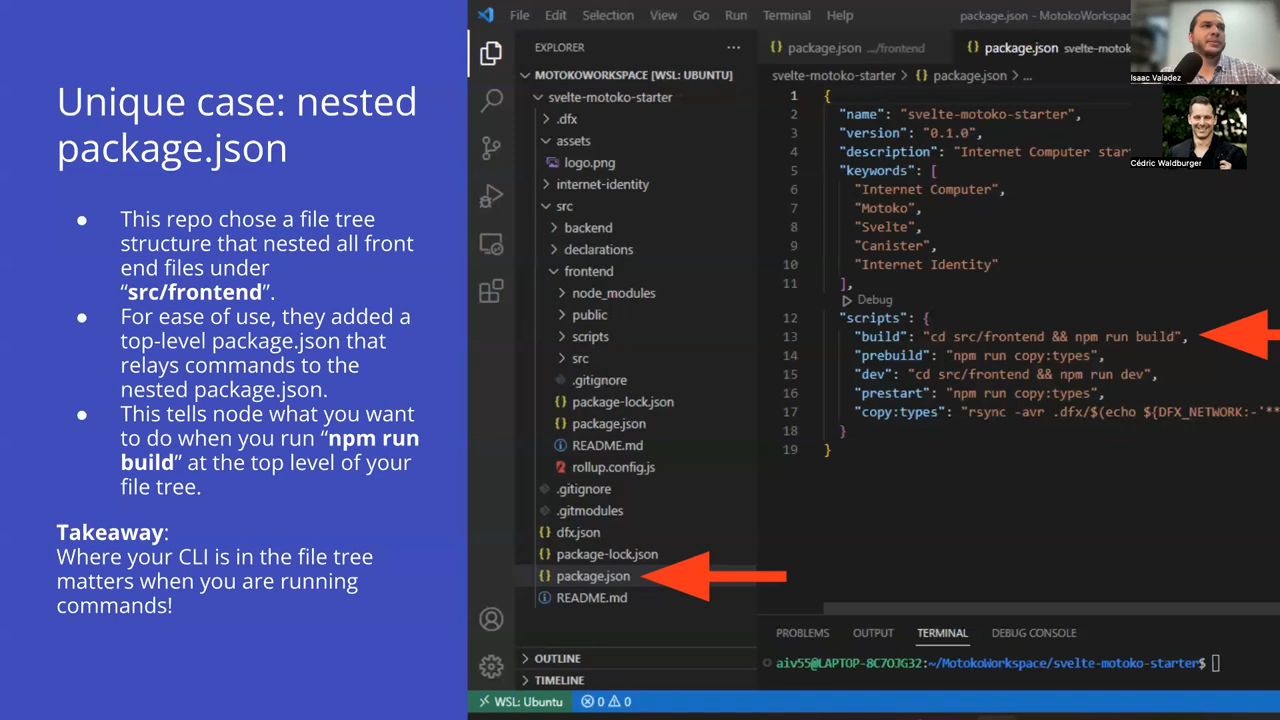 Unique case: nested
package.json
● This repo chose a file tree
structure that nested all front
end files under
“src/frontend”.
● For ease of use, they added a
top-level package.json that
relays commands to the
nested package.json.
● This tells node what you want
to do when you run “npm run
build” at the top level of your
file tree.
Takeaway:
Where your CLI is in the file tree
matters when you are running
commands!
File Edit Selection View Go Run Terminal Help package.json - MotokoWorkspace
EXPLORER ...
MOTOKOWORKSPACE [WSL: UBUNTU]
svelte-motoko-starter
.dfx
assets
logo.png
internet-identity
src
backend
declarations
frontend
node_modules
public
scripts
src
.gitignore
package-lock.json
package.json
README.md
rollup.config.js
.gitignore
.gitmodules
dfx.json
package-lock.json
package.json
README.md
OUTLINE
TIMELINE
package.json .../frontend package.json svelte-motok
svelte-motoko-starter > package.json > ...
1 {
2 "name": "svelte-motoko-starter",
3 "version": "0.1.0",
4 "description": "Internet Computer star
5 "keywords": [
6 "Internet Computer",
7 "Motoko",
8 "Svelte",
9 "Canister",
10 "Internet Identity"
11 ],
Debug
12 "scripts": {
13 "build": "cd src/frontend && npm run build",
14 "prebuild": "npm run copy:types",
15 "dev": "cd src/frontend && npm run dev",
16 "prestart": "npm run copy:types",
17 "copy:types": "rsync -avr .dfx/$(echo ${DFX_NETWORK:-'**
18 }
19 }
PROBLEMS OUTPUT TERMINAL DEBUG CONSOLE
aiv55@LAPTOP-8C7OJG32:~/MotokoWorkspace/svelte-motoko-starter$
WSL: Ubuntu 0 0
Isaac Valadez
Cédric Waldburger